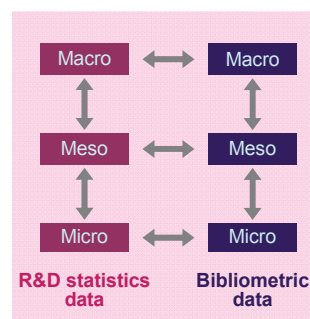 Macro Macro
Meso Meso
Micro Micro
R&D statistics Bibliometric
data data